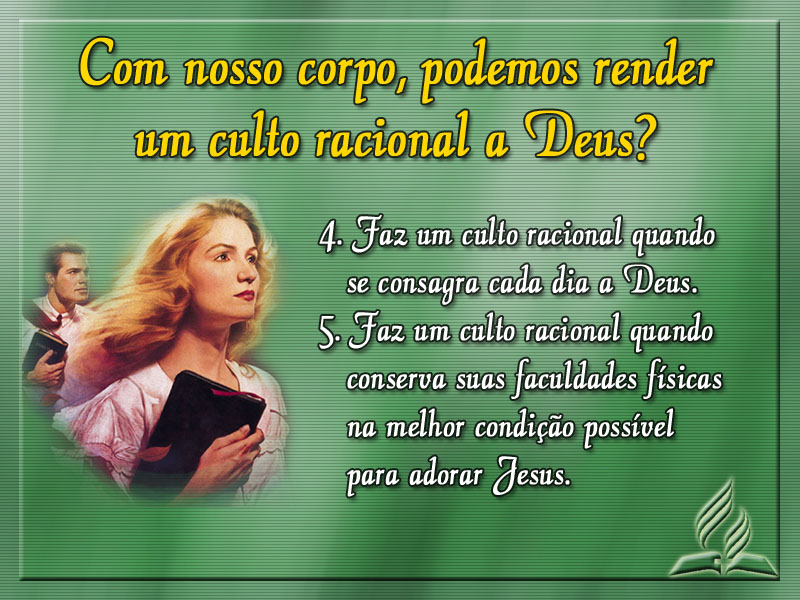 Com nosso corpo, podemos render
um culto racional a Deus?
4. Faz um culto racional quando
se consagra cada dia a Deus.
5. Faz um culto racional quando
conserva suas faculdades físicas
na melhor condição possível
para adorar Jesus.